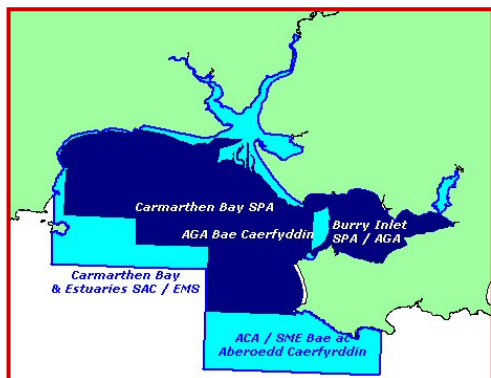 Carmarthen Bay SPA
AGA Bae Caerfyddin
Burry Inlet
SPA / AGA
Carmarthen Bay
& Estuaries SAC / EMS
ACA / SME Bae ac
Aberoedd Caerfyrddin